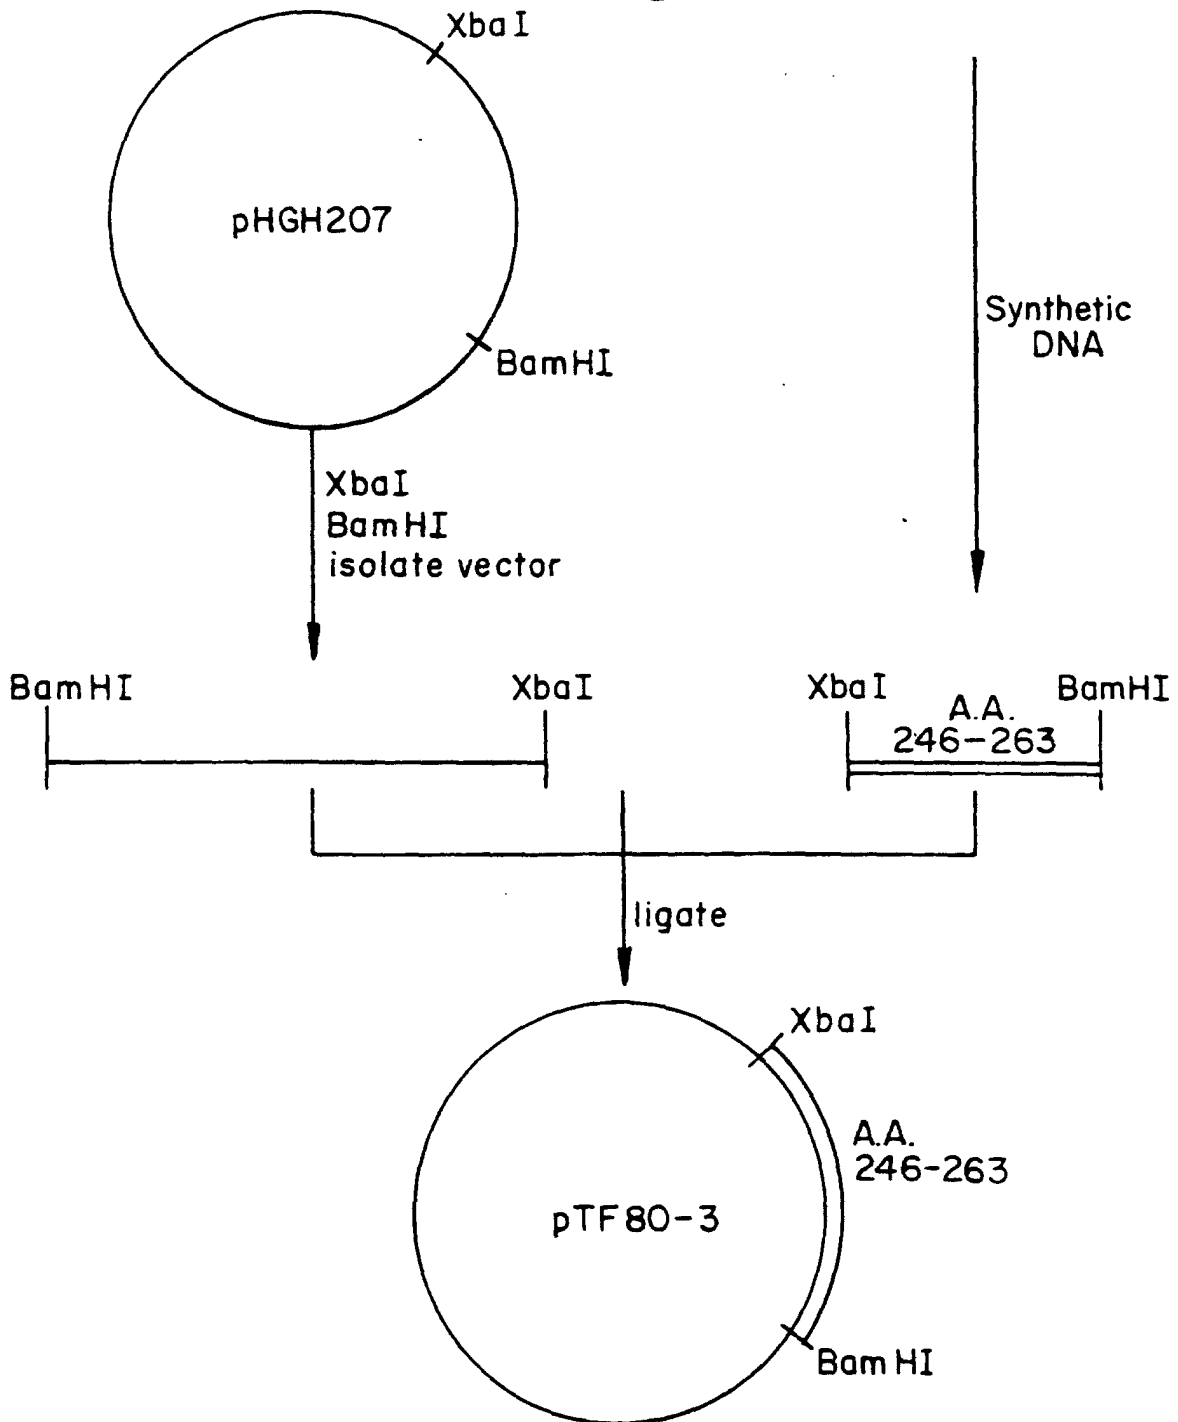 XbaI
pHGH207
BamHI
Synthetic
DNA
XbaI
BamHI
isolate vector
BamHI
XbaI
XbaI
A.A.
246-263
BamHI
ligate
XbaI
A.A.
246-263
pTF80-3
BamHI